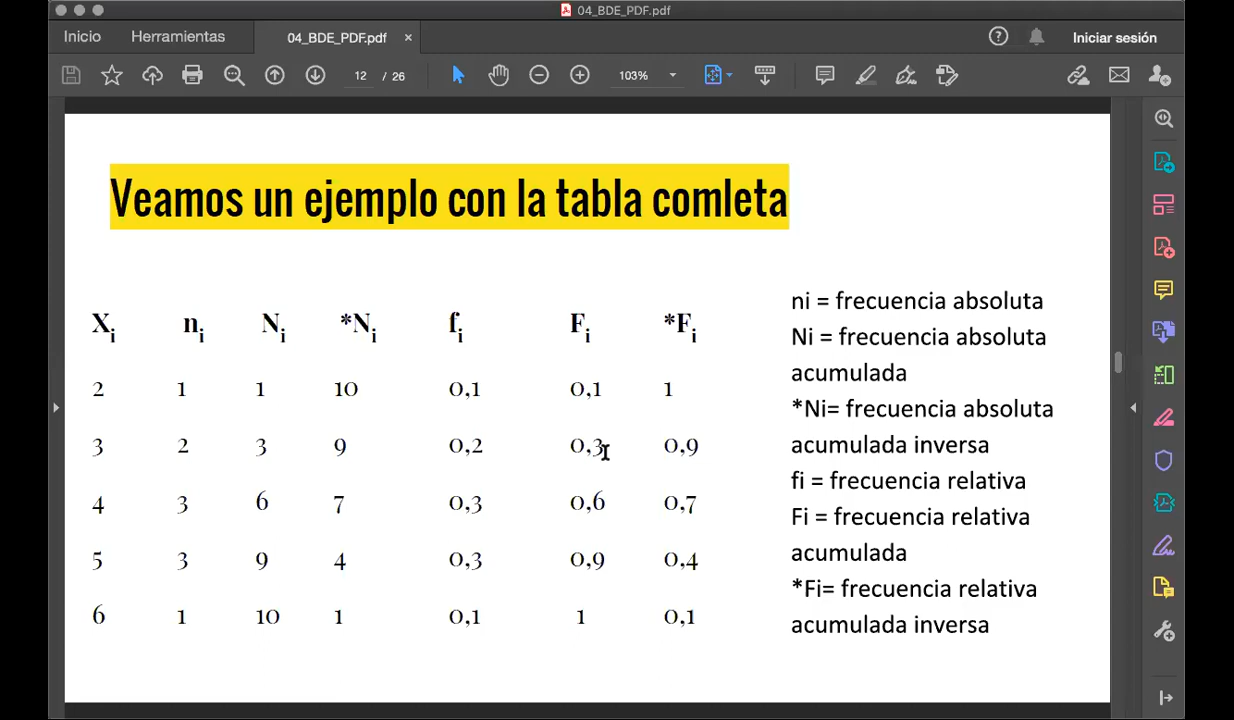 04_BDE_PDF.pdf
Inicio Herramientas 04_BDE_PDF.pdf × Iniciar sesión
12 / 26 103%
Veamos un ejemplo con la tabla comleta
Xi ni Ni *Ni fi Fi *Fi
2 1 1 10 0,1 0,1 1
3 2 3 9 0,2 0,3 0,9
4 3 6 7 0,3 0,6 0,7
5 3 9 4 0,3 0,9 0,4
6 1 10 1 0,1 1 0,1
ni = frecuencia absoluta
Ni = frecuencia absoluta
acumulada
*Ni= frecuencia absoluta
acumulada inversa
fi = frecuencia relativa
Fi = frecuencia relativa
acumulada
*Fi= frecuencia relativa
acumulada inversa